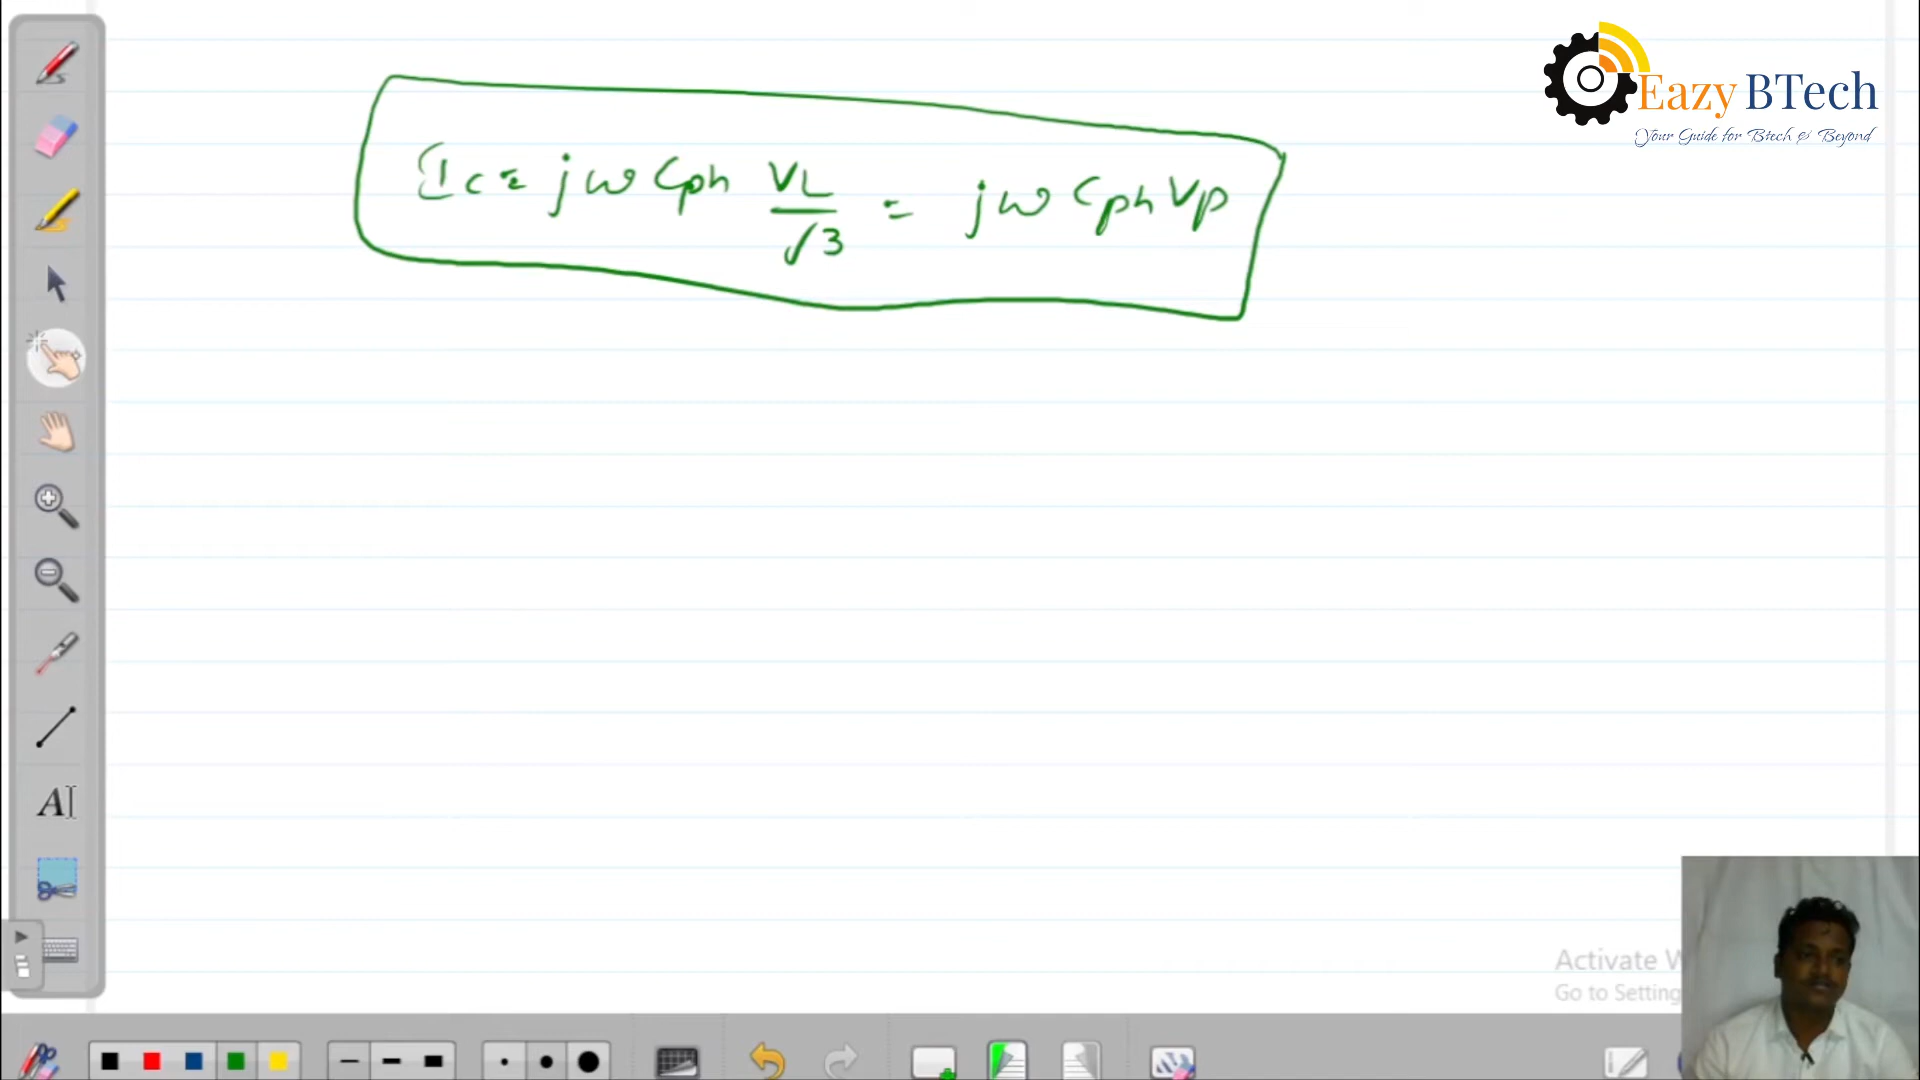 Eazy BTech
Your Guide for Btech & Beyond
Ic = jω Cph VL/√3 = jω Cph Vp
AI
Activate W
Go to Setting